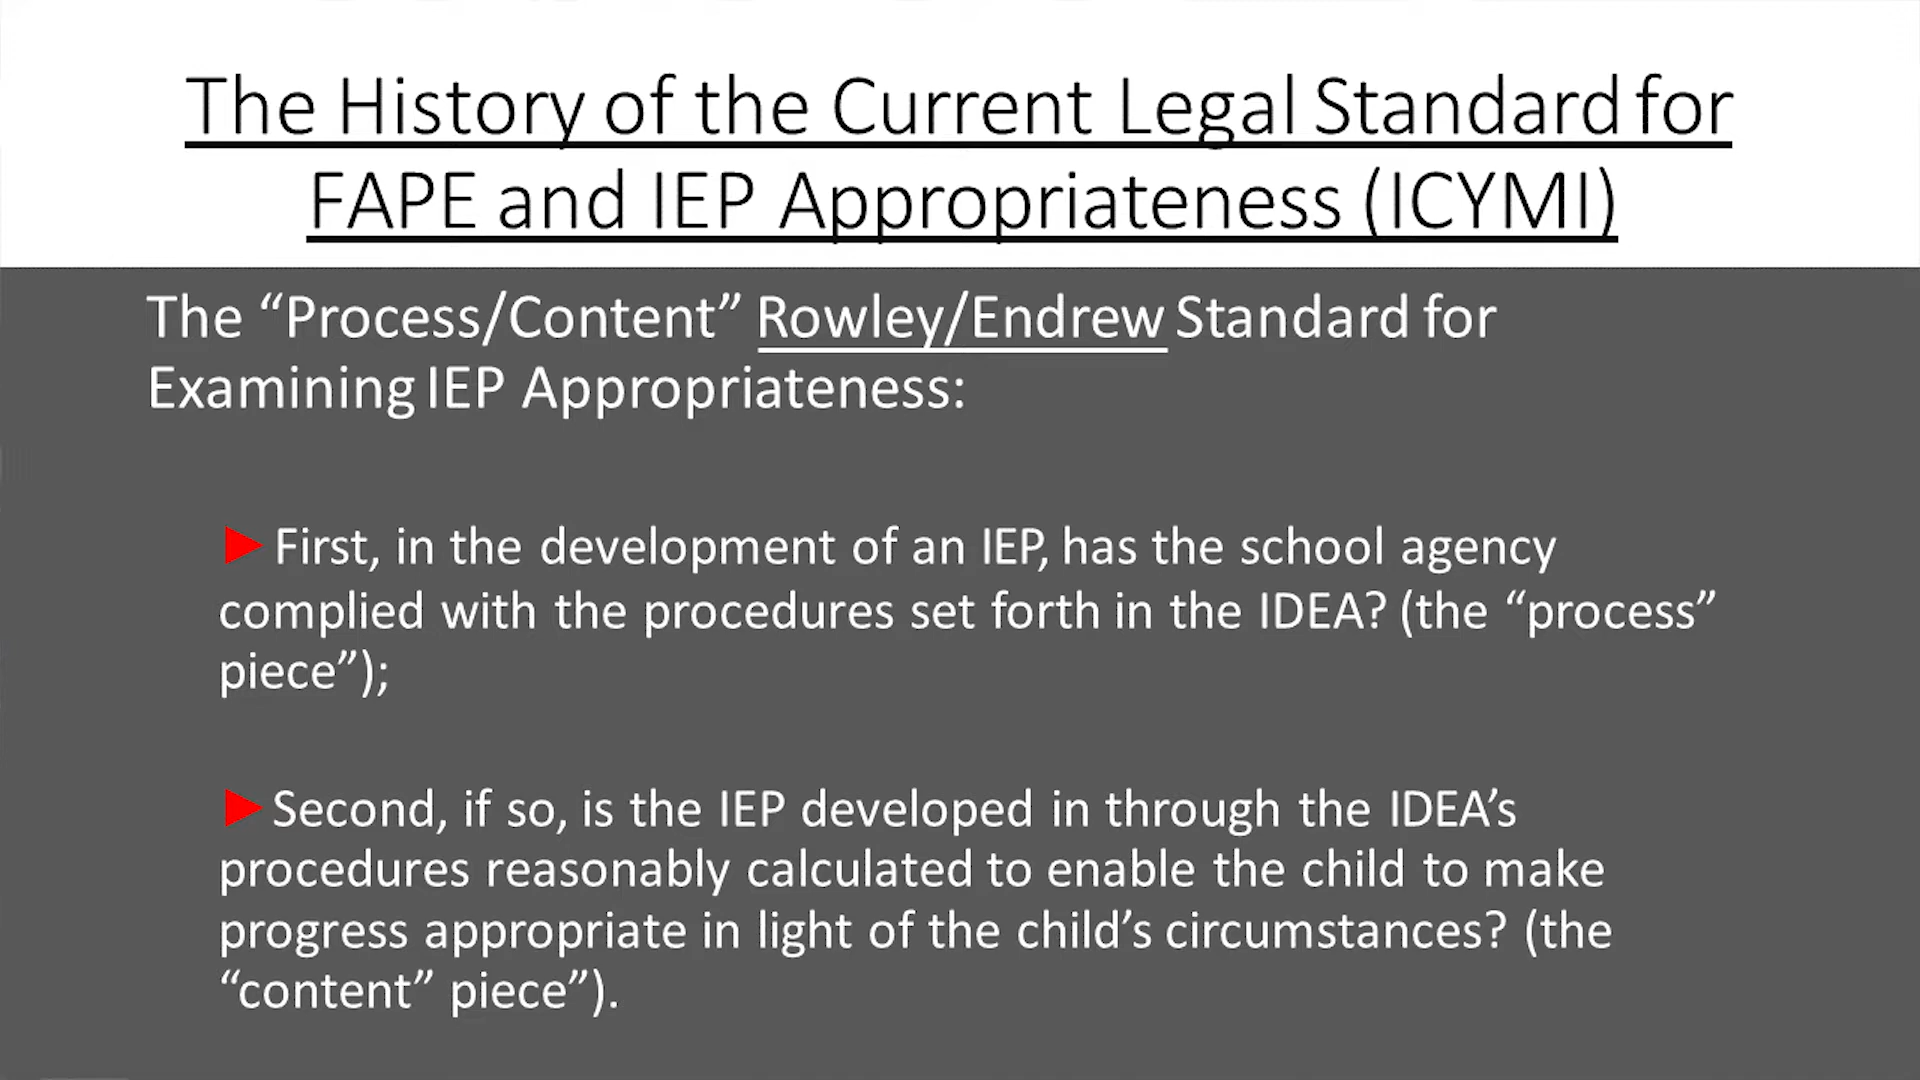 The History of the Current Legal Standard for
FAPE and IEP Appropriateness (ICYMI)
The “Process/Content” Rowley/Endrew Standard for
Examining IEP Appropriateness:
►First, in the development of an IEP, has the school agency
complied with the procedures set forth in the IDEA? (the “process”
piece”);
►Second, if so, is the IEP developed in through the IDEA’s
procedures reasonably calculated to enable the child to make
progress appropriate in light of the child’s circumstances? (the
“content” piece”).